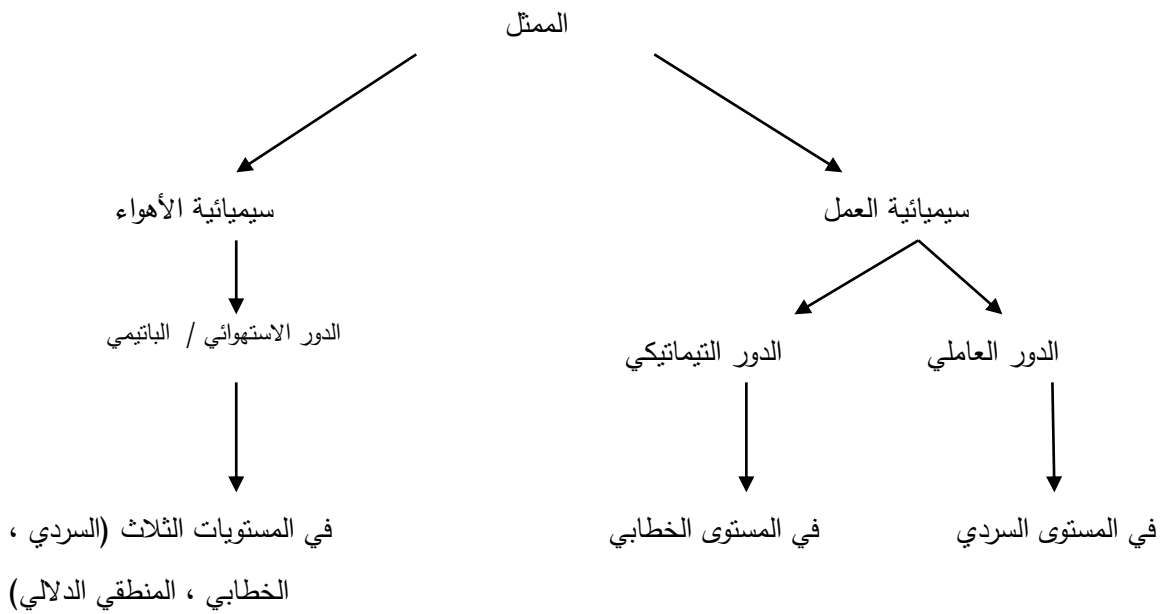 الممثل
سيميائية العمل
سيميائية الأهواء
الدور العاملي
الدور التيماتيكي
الدور الاستهوائي / الباتيمي
في المستوى السردي
في المستوى الخطابي
في المستويات الثلاث (السردي ،
الخطابي ، المنطقي الدلالي)